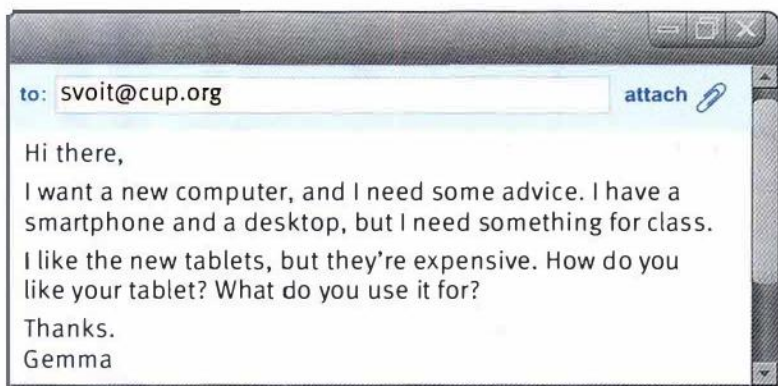 to: svoit@cup.org attach
Hi there,
I want a new computer, and I need some advice. I have a
smartphone and a desktop, but I need something for class.
I like the new tablets, but they're expensive. How do you
like your tablet? What do you use it for?
Thanks.
Gemma